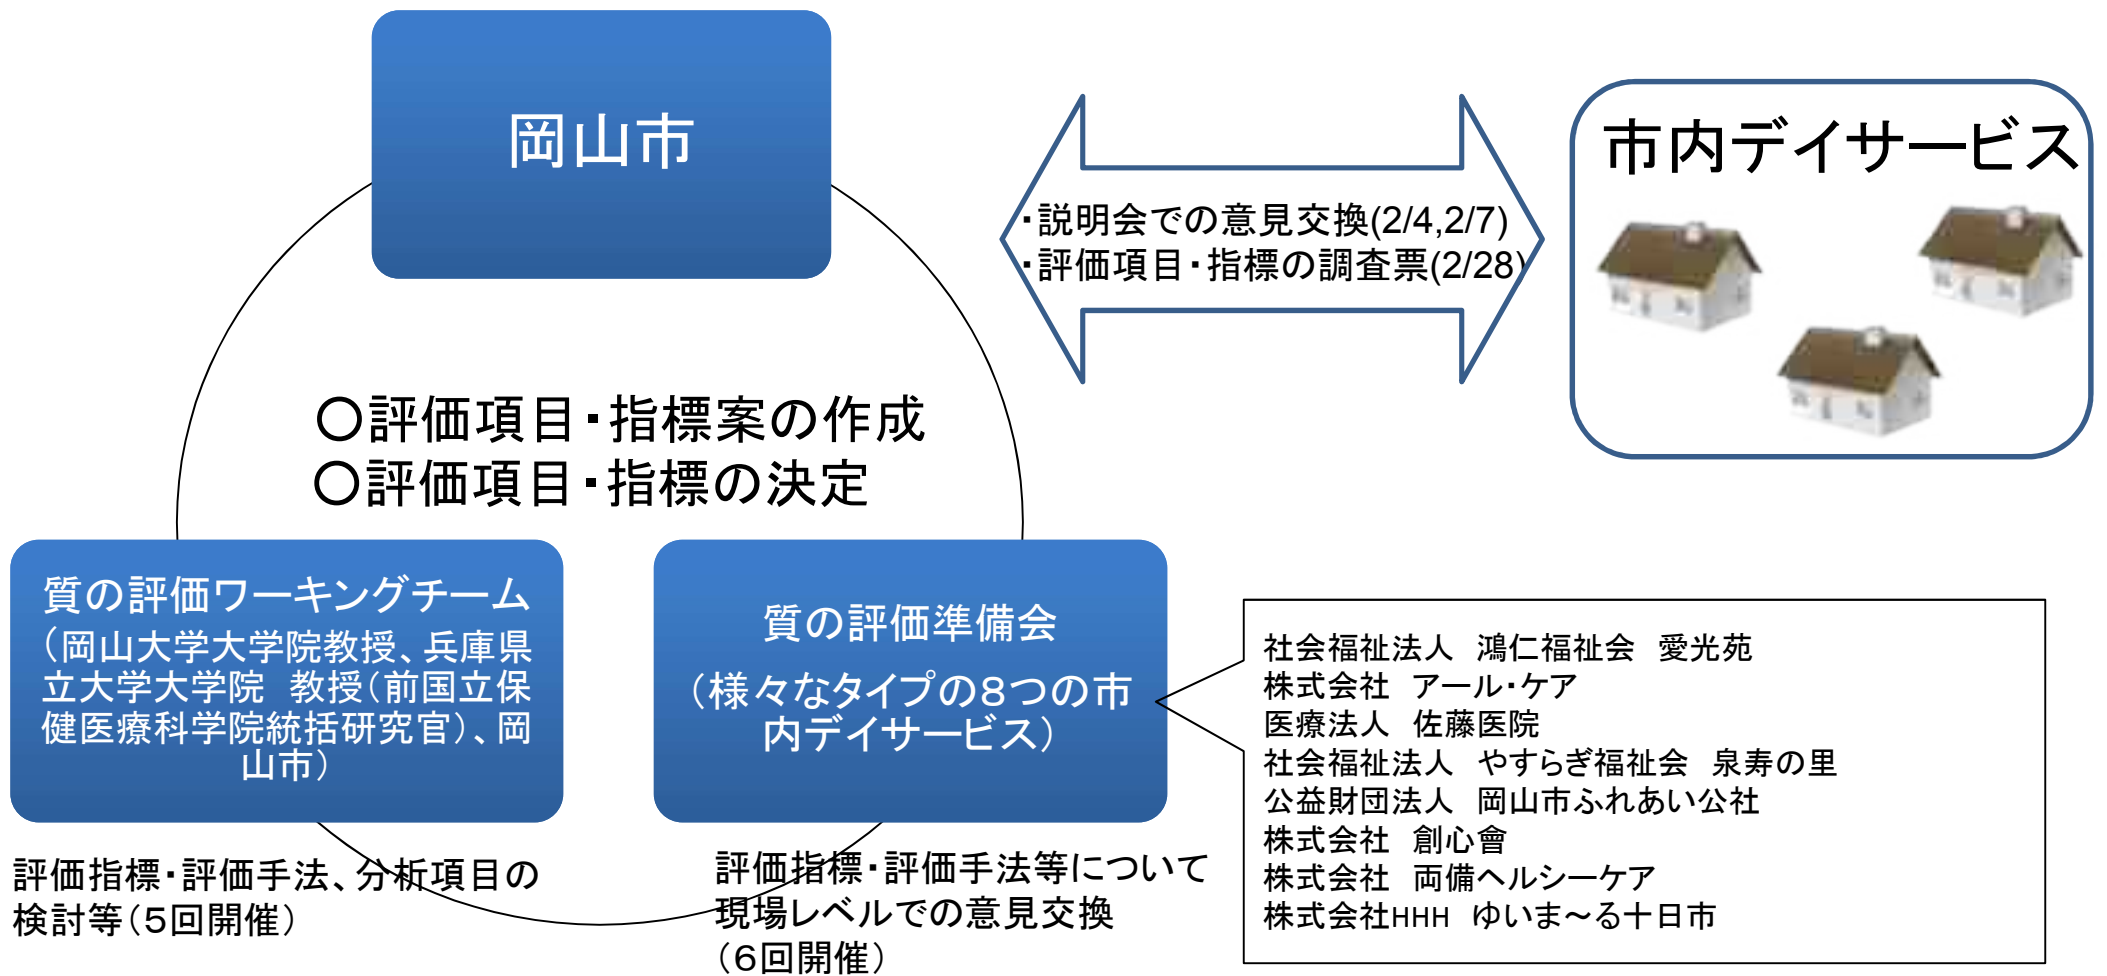 岡山市
市内デイサービス
・説明会での意見交換(2/4,2/7)
・評価項目・指標の調査票(2/28)
○評価項目・指標案の作成
○評価項目・指標の決定
質の評価ワーキングチーム
（岡山大学大学院教授、兵庫県
立大学大学院　教授（前国立保
健医療科学院統括研究官）、岡
山市）
質の評価準備会
（様々なタイプの８つの市
内デイサービス）
社会福祉法人　鴻仁福祉会　愛光苑
株式会社　アール・ケア
医療法人　佐藤医院
社会福祉法人　やすらぎ福祉会　泉寿の里
公益財団法人　岡山市ふれあい公社
株式会社　創心會
株式会社　両備ヘルシーケア
株式会社HHH　ゆいま～る十日市
評価指標・評価手法、分析項目の
検討等（５回開催）
評価指標・評価手法等について
現場レベルでの意見交換
（６回開催）